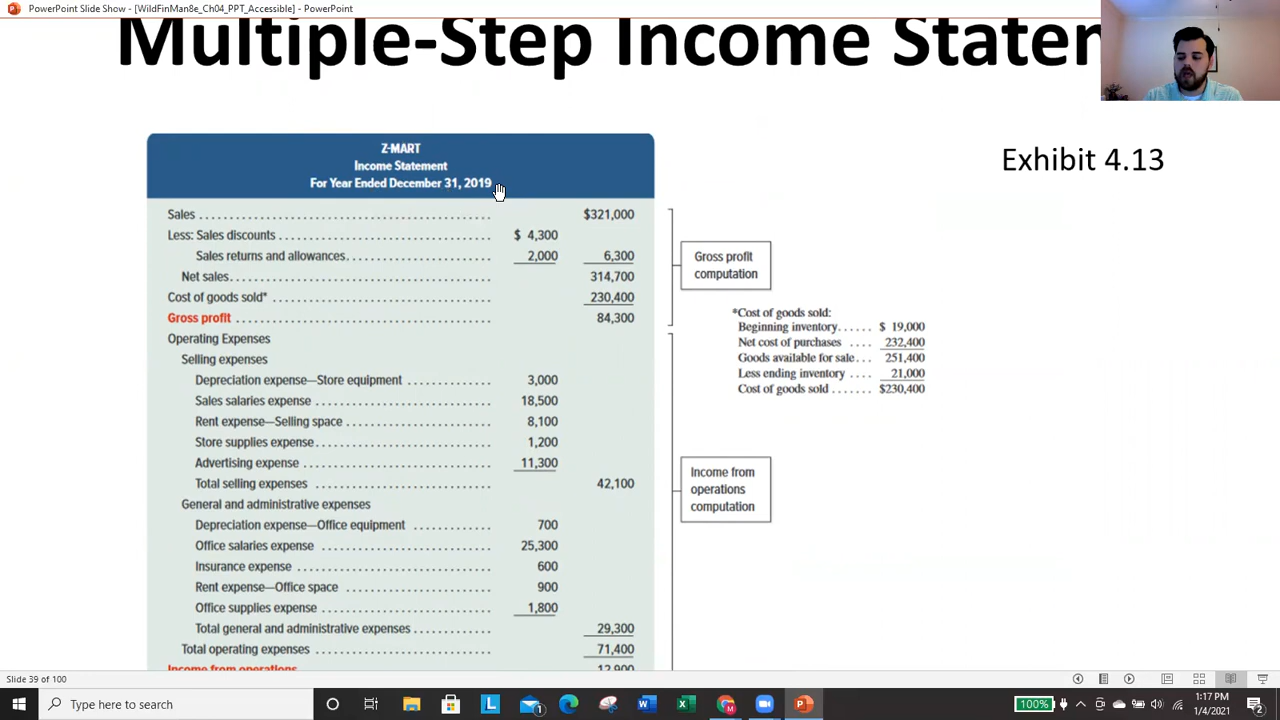 PowerPoint Slide Show - [WildFinMan8e_Ch04_PPT_Accessible] - PowerPoint
Multiple-Step Income
Exhibit 4.13
Z-MART
Income Statement
For Year Ended December 31, 2019
Sales $321,000
Less: Sales discounts $ 4,300
Sales returns and allowances 2,000 6,300
Net sales 314,700
Cost of goods sold* 230,400
Gross profit 84,300
Operating Expenses
Selling expenses
Depreciation expense—Store equipment 3,000
Sales salaries expense 18,500
Rent expense—Selling space 8,100
Store supplies expense 1,200
Advertising expense 11,300
Total selling expenses 42,100
General and administrative expenses
Depreciation expense—Office equipment 700
Office salaries expense 25,300
Insurance expense 600
Rent expense—Office space 900
Office supplies expense 1,800
Total general and administrative expenses 29,300
Total operating expenses 71,400
Income from operations 12,900
Gross profit
computation
*Cost of goods sold:
Beginning inventory $ 19,000
Net cost of purchases 232,400
Goods available for sale 251,400
Less ending inventory 21,000
Cost of goods sold $230,400
Income from
operations
computation
Slide 39 of 100
Type here to search
100%
1:17 PM
1/4/2021